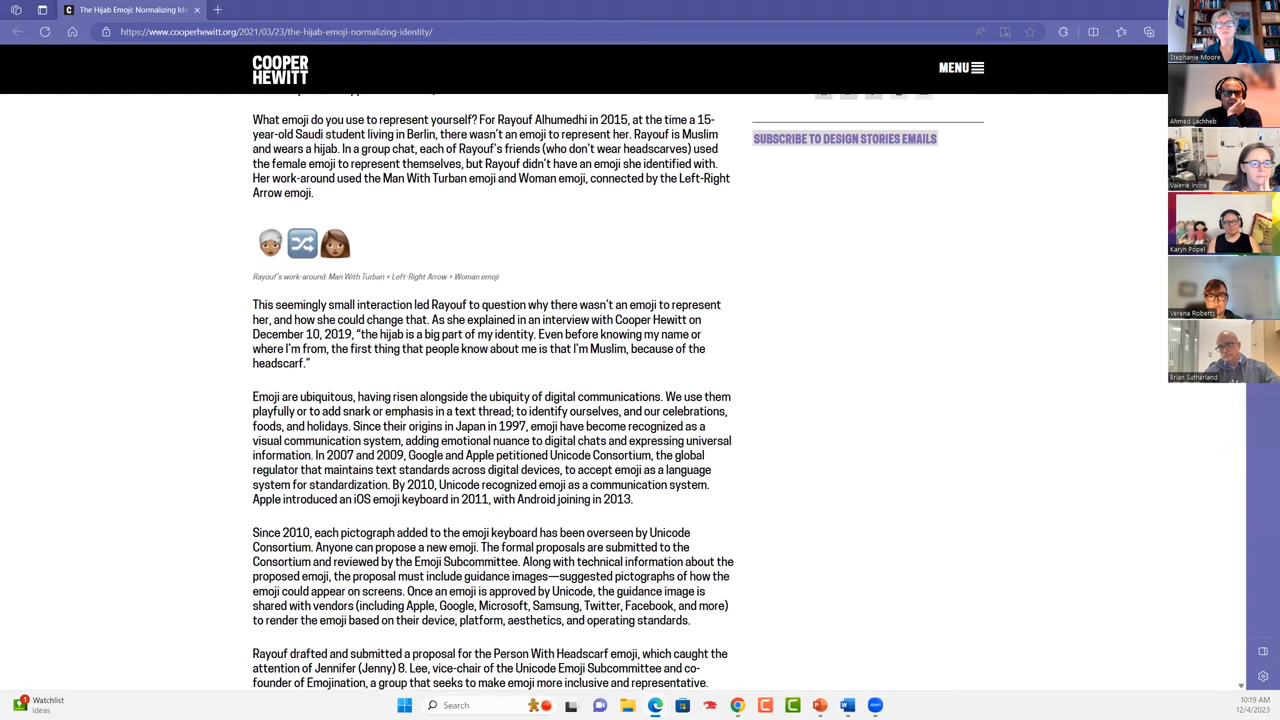 The Hijab Emoji: Normalizing Ide
https://www.cooperhewitt.org/2021/03/23/the-hijab-emoji-normalizing-identity/
COOPER
HEWITT
MENU
What emoji do you use to represent yourself? For Rayouf Alhumedhi in 2015, at the time a 15-
year-old Saudi student living in Berlin, there wasn't an emoji to represent her. Rayouf is Muslim
and wears a hijab. In a group chat, each of Rayouf's friends (who don't wear headscarves) used
the female emoji to represent themselves, but Rayouf didn't have an emoji she identified with.
Her work-around used the Man With Turban emoji and Woman emoji, connected by the Left-Right
Arrow emoji.
Rayouf's work-around: Man With Turban + Left-Right Arrow + Woman emoji
This seemingly small interaction led Rayouf to question why there wasn't an emoji to represent
her, and how she could change that. As she explained in an interview with Cooper Hewitt on
December 10, 2019, "the hijab is a big part of my identity. Even before knowing my name or
where I'm from, the first thing that people know about me is that I'm Muslim, because of the
headscarf."
Emoji are ubiquitous, having risen alongside the ubiquity of digital communications. We use them
playfully or to add snark or emphasis in a text thread; to identify ourselves, and our celebrations,
foods, and holidays. Since their origins in Japan in 1997, emoji have become recognized as a
visual communication system, adding emotional nuance to digital chats and expressing universal
information. In 2007 and 2009, Google and Apple petitioned Unicode Consortium, the global
regulator that maintains text standards across digital devices, to accept emoji as a language
system for standardization. By 2010, Unicode recognized emoji as a communication system.
Apple introduced an iOS emoji keyboard in 2011, with Android joining in 2013.
Since 2010, each pictograph added to the emoji keyboard has been overseen by Unicode
Consortium. Anyone can propose a new emoji. The formal proposals are submitted to the
Consortium and reviewed by the Emoji Subcommittee. Along with technical information about the
proposed emoji, the proposal must include guidance images—suggested pictographs of how the
emoji could appear on screens. Once an emoji is approved by Unicode, the guidance image is
shared with vendors (including Apple, Google, Microsoft, Samsung, Twitter, Facebook, and more)
to render the emoji based on their device, platform, aesthetics, and operating standards.
Rayouf drafted and submitted a proposal for the Person With Headscarf emoji, which caught the
attention of Jennifer (Jenny) 8. Lee, vice-chair of the Unicode Emoji Subcommittee and co-
founder of Emojination, a group that seeks to make emoji more inclusive and representative.
SUBSCRIBE TO DESIGN STORIES EMAILS
Stephanie Moore
Ahmed Lachheb
Valerie Irvine
Karyn Popel
Verena Roberts
Brian Sutherland
1
Watchlist
Ideas
Search
zoom
10:19 AM
12/4/2023